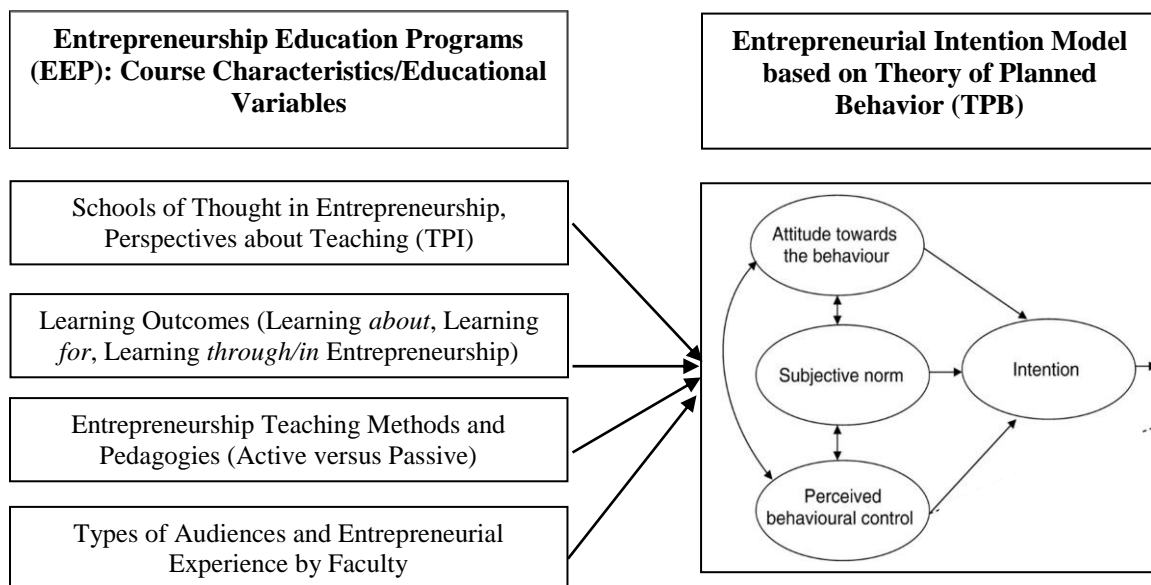 Entrepreneurship Education Programs
(EEP): Course Characteristics/Educational
Variables
Entrepreneurial Intention Model
based on Theory of Planned
Behavior (TPB)
Schools of Thought in Entrepreneurship,
Perspectives about Teaching (TPI)
Learning Outcomes (Learning about, Learning
for, Learning through/in Entrepreneurship)
Entrepreneurship Teaching Methods and
Pedagogies (Active versus Passive)
Types of Audiences and Entrepreneurial
Experience by Faculty
Attitude towards
the behaviour
Subjective norm
Intention
Perceived
behavioural control